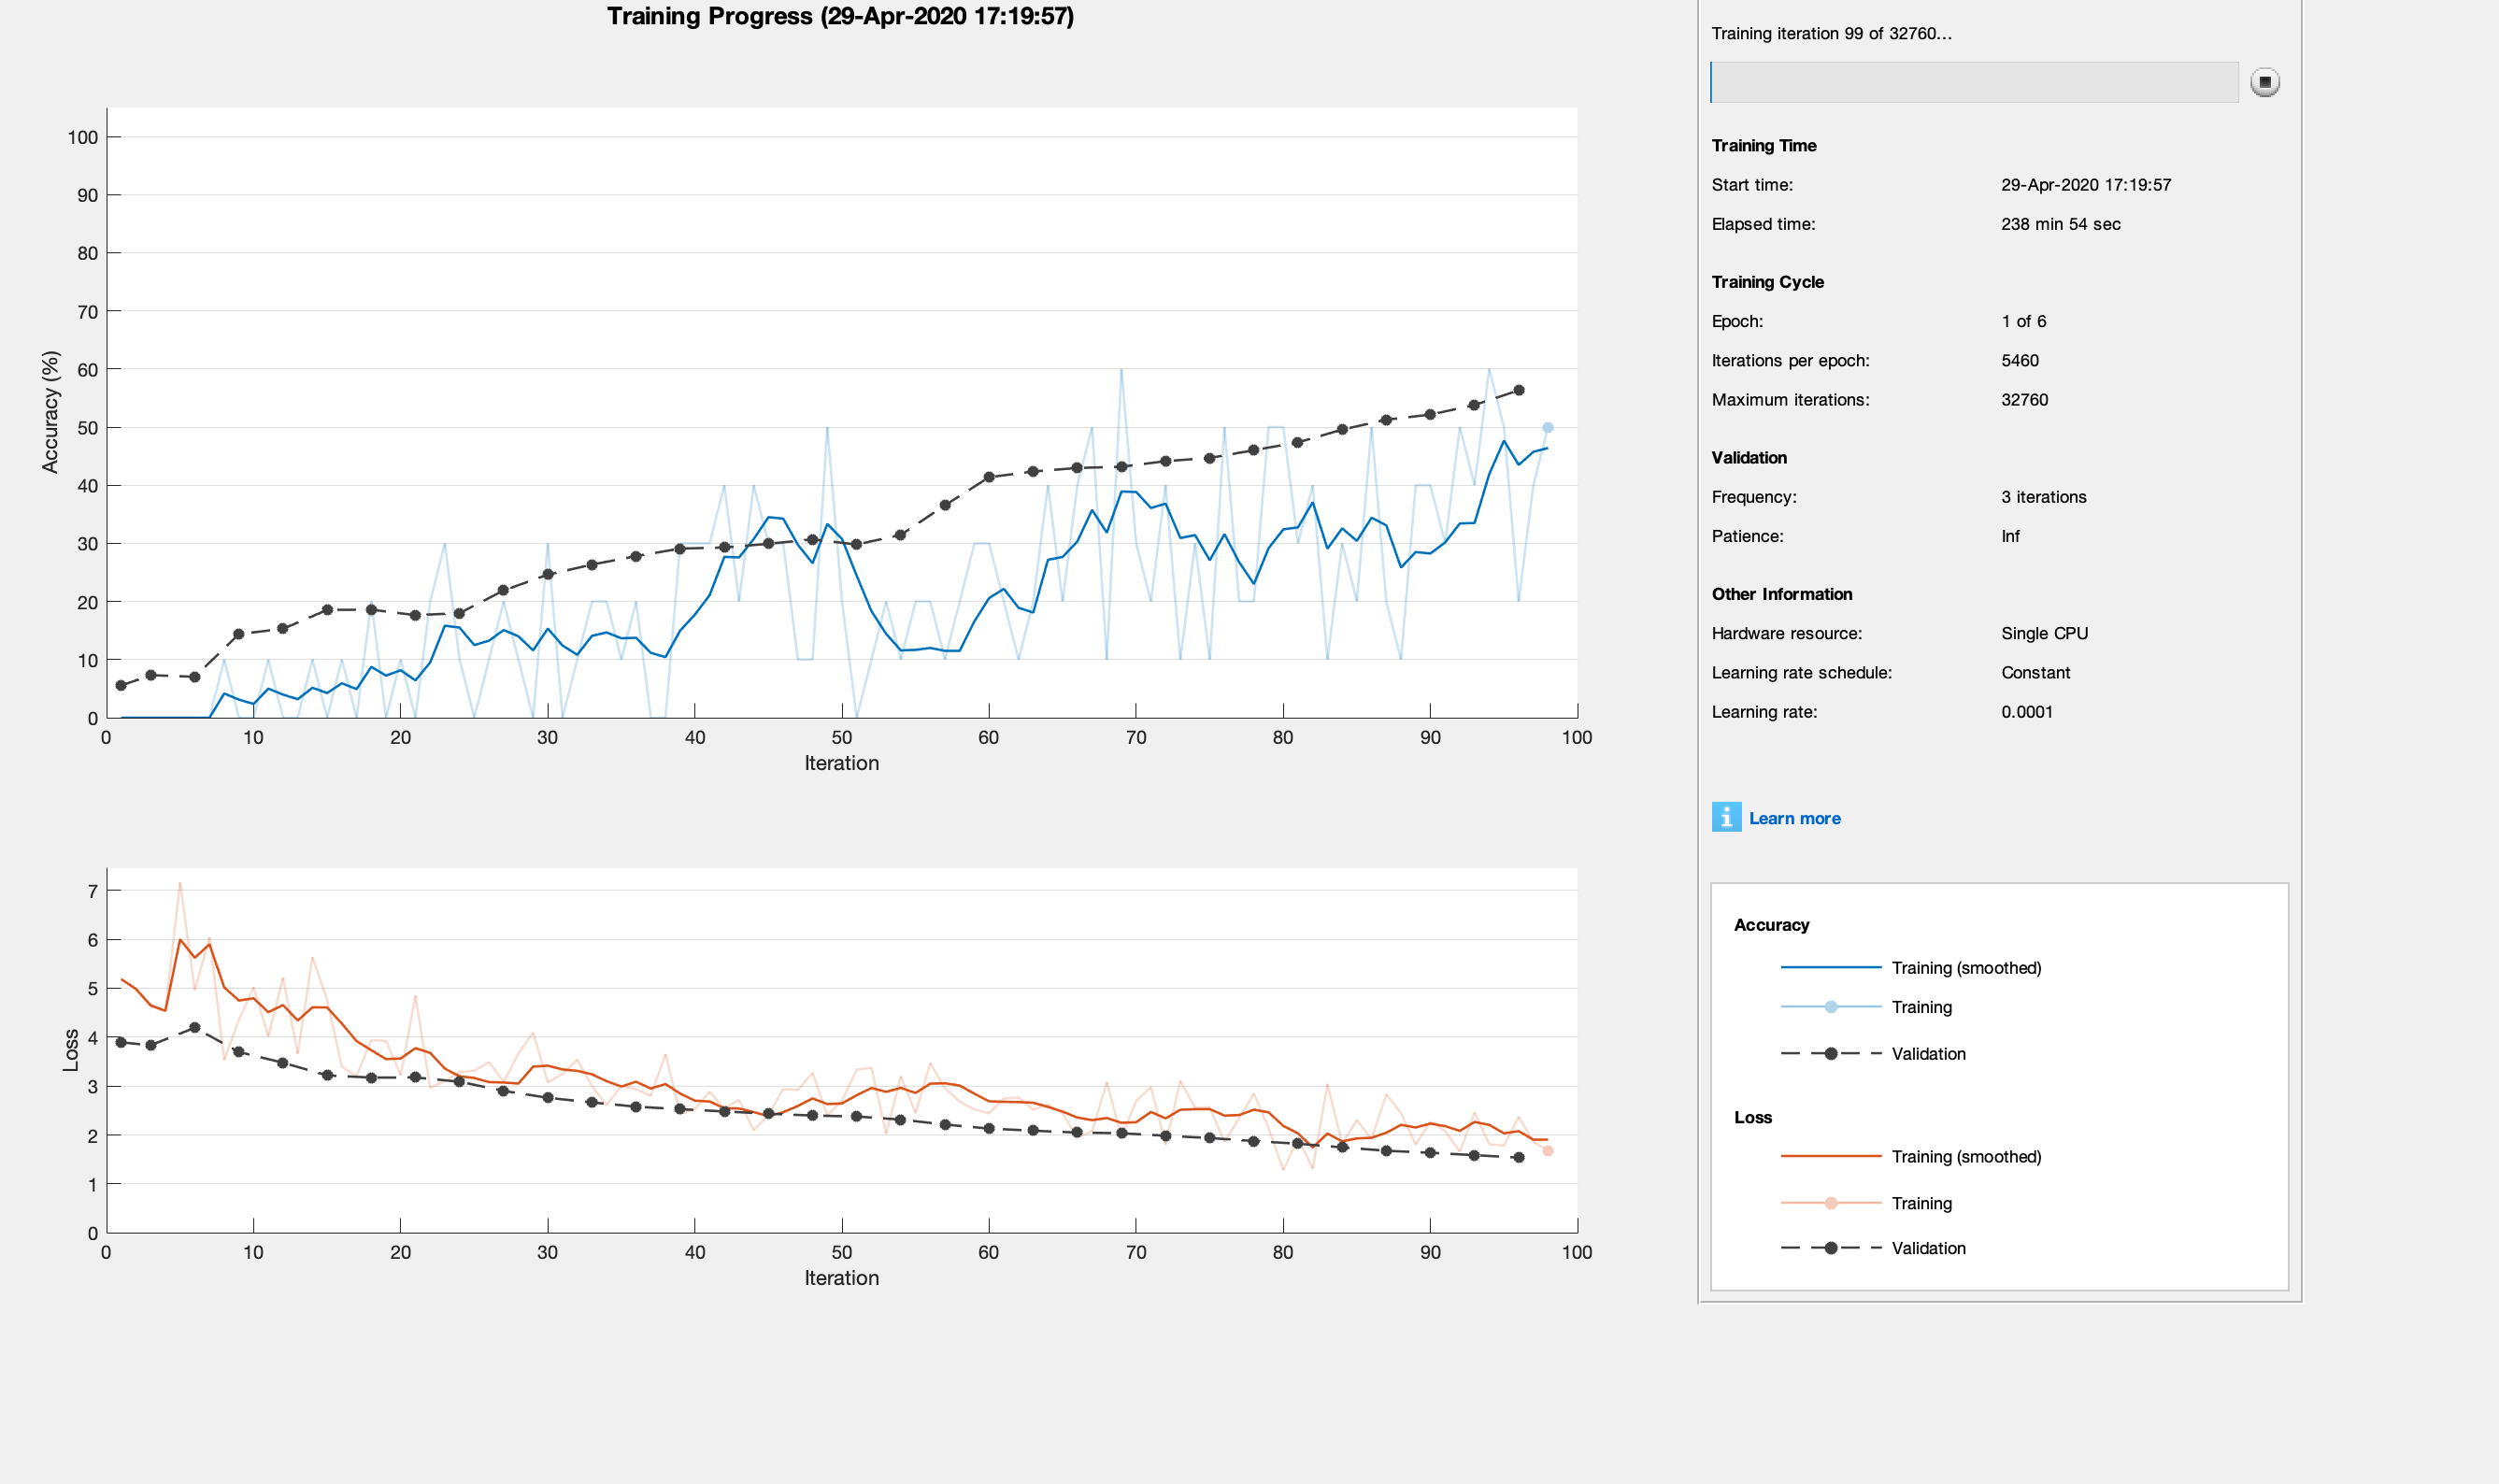 Training Progress (29-Apr-2020 17:19:57)
100
90
80
70
60
50
40
30
20
10
0
Accuracy (%)
0 10 20 30 40 50 60 70 80 90 100
Iteration
7
6
5
4
3
2
1
0
Loss
0 10 20 30 40 50 60 70 80 90 100
Iteration
Training iteration 99 of 32760...
Training Time
Start time: 29-Apr-2020 17:19:57
Elapsed time: 238 min 54 sec
Training Cycle
Epoch: 1 of 6
Iterations per epoch: 5460
Maximum iterations: 32760
Validation
Frequency: 3 iterations
Patience: Inf
Other Information
Hardware resource: Single CPU
Learning rate schedule: Constant
Learning rate: 0.0001
i Learn more
Accuracy
Training (smoothed)
Training
Validation
Loss
Training (smoothed)
Training
Validation